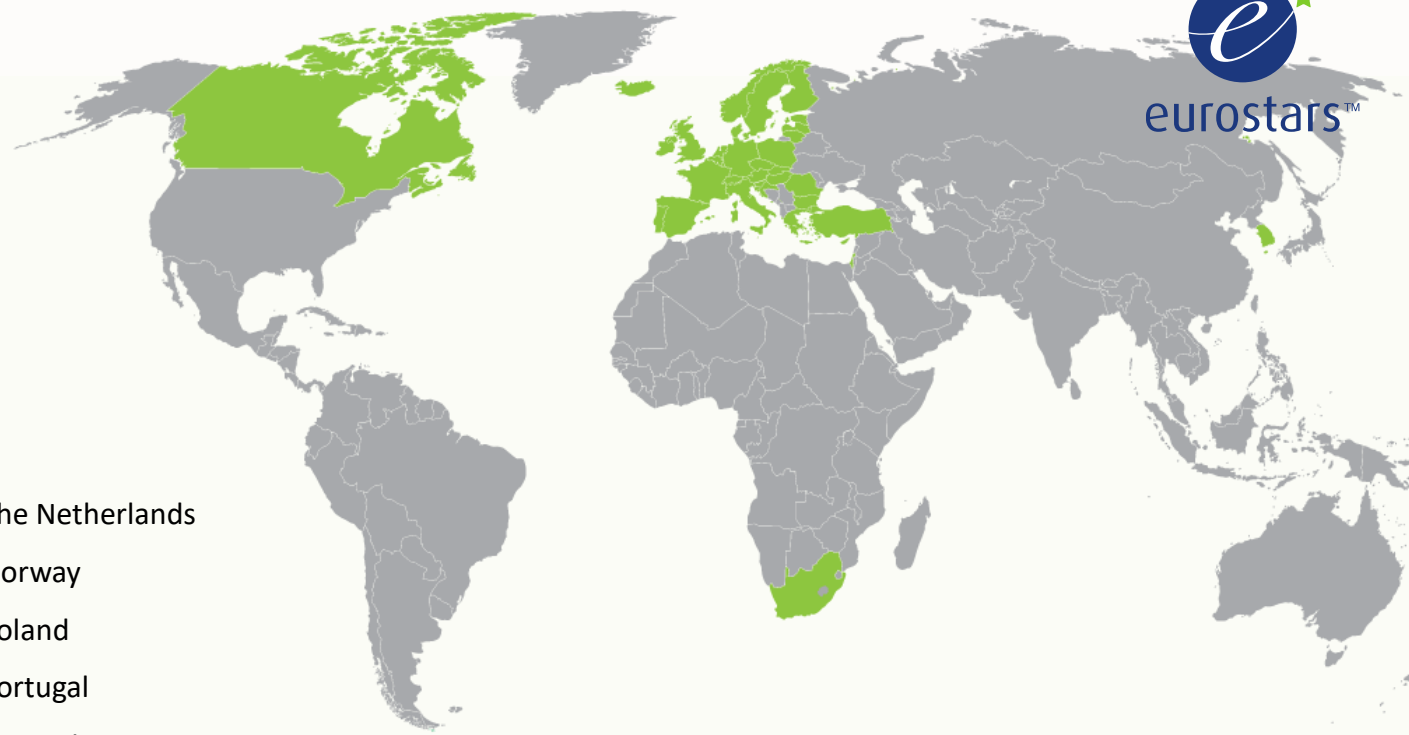 eurostars™
he Netherlands
orway
oland
ortugal